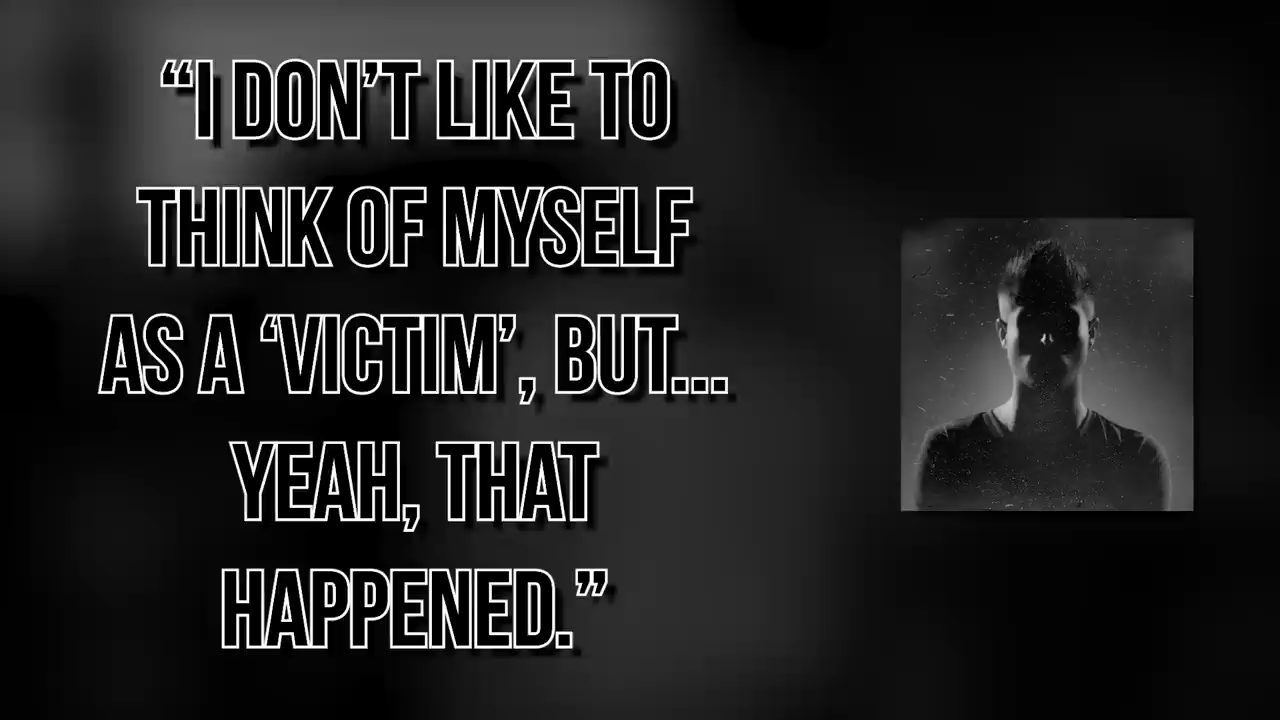 “I DON’T LIKE TO
THINK OF MYSELF
AS A ‘VICTIM’, BUT...
YEAH, THAT
HAPPENED.”